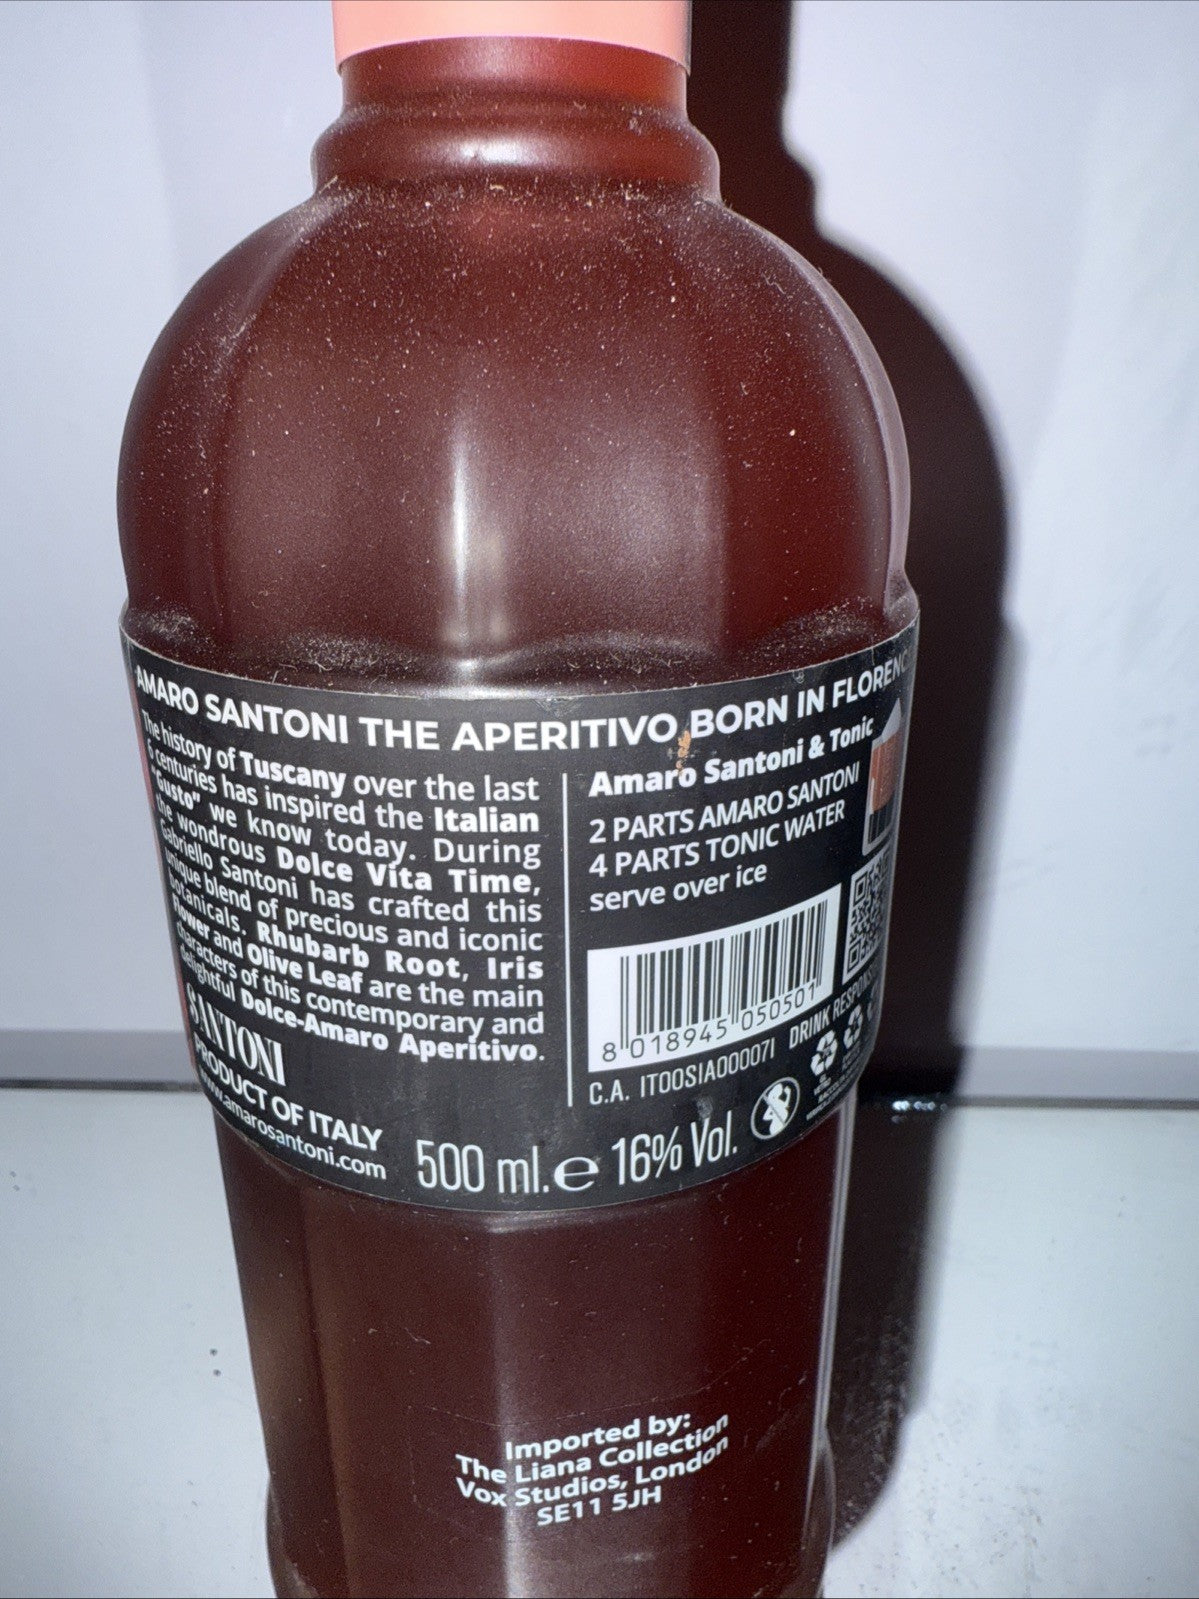 AMARO SANTONI THE APERITIVO BORN IN FLORENC
The history of Tuscany over the last
6 centuries has inspired the Italian
"Gusto" we know today. During
the wondrous Dolce Vita Time,
Gabriello Santoni has crafted this
unique blend of precious and iconic
botanicals. Rhubarb Root, Iris
Flower and Olive Leaf are the main
characters of this contemporary and
delightful Dolce-Amaro Aperitivo.
SANTONI
PRODUCT OF ITALY
www.amarosantoni.com
Amaro Santoni & Tonic
2 PARTS AMARO SANTONI
4 PARTS TONIC WATER
serve over ice
8 018945 050501
C.A. IT00SIA00007I
DRINK RESPONSI
500 ml. e 16% Vol.
Imported by:
The Liana Collection
Vox Studios, London
SE11 5JH